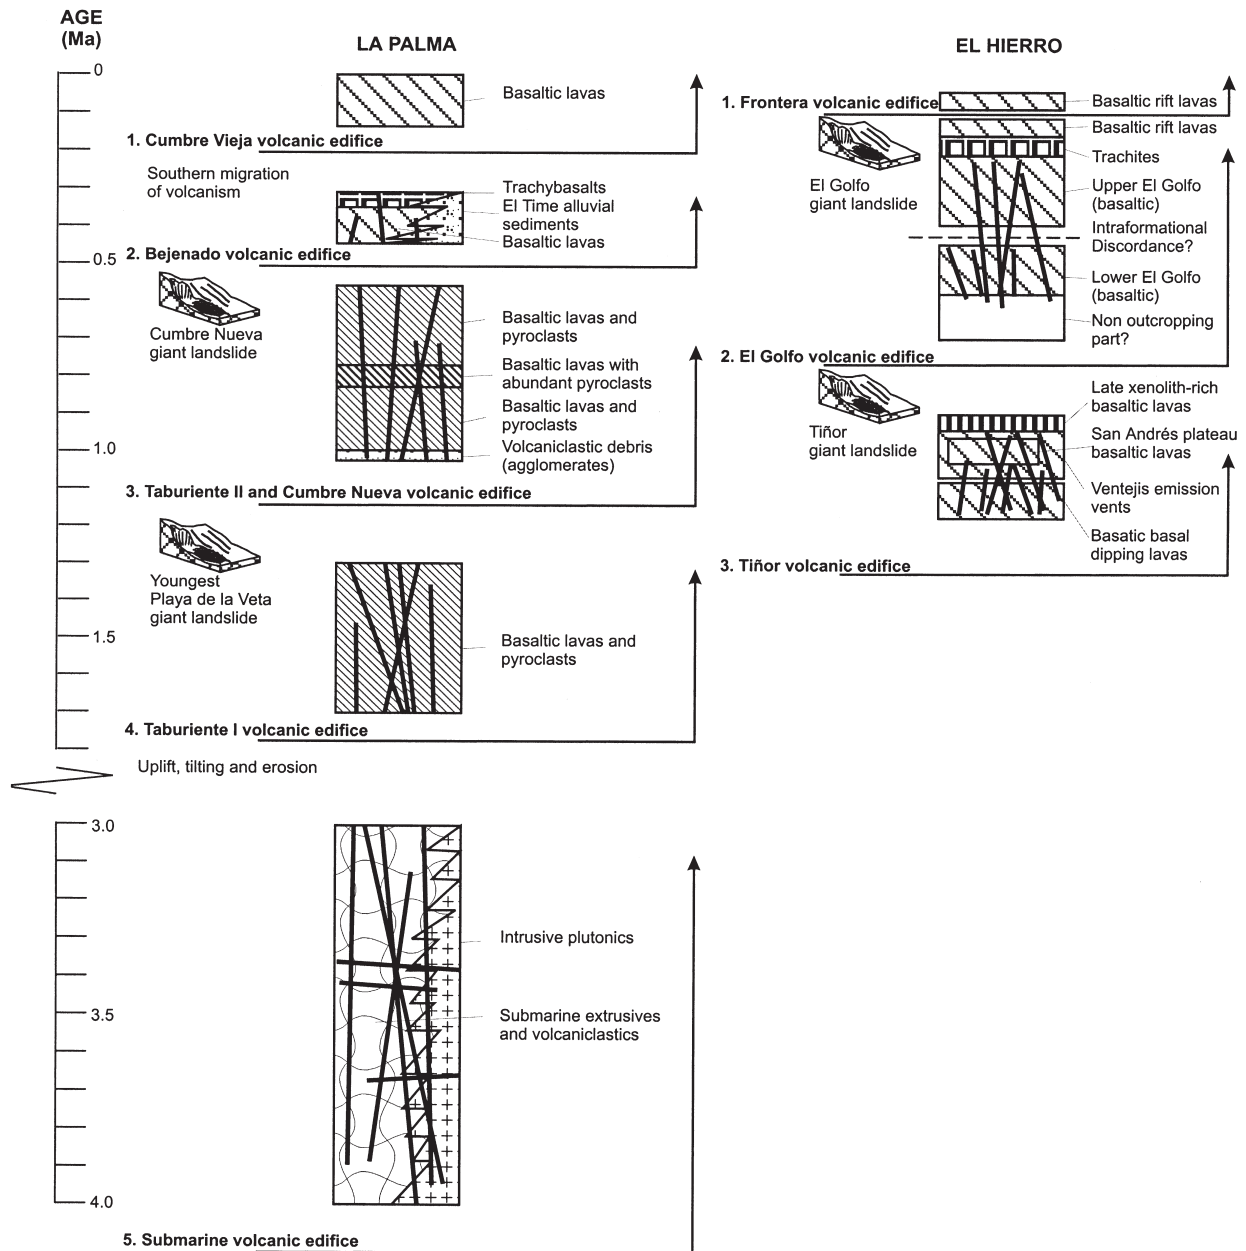 AGE
(Ma)
LA PALMA
EL HIERRO
0
0.5
1.0
1.5
3.0
3.5
4.0
Basaltic lavas
1. Cumbre Vieja volcanic edifice
Southern migration
of volcanism
Trachybasalts
El Time alluvial
sediments
Basaltic lavas
2. Bejenado volcanic edifice
Cumbre Nueva
giant landslide
Basaltic lavas and
pyroclasts
Basaltic lavas with
abundant pyroclasts
Basaltic lavas and
pyroclasts
Volcaniclastic debris
(agglomerates)
3. Taburiente II and Cumbre Nueva volcanic edifice
Youngest
Playa de la Veta
giant landslide
Basaltic lavas and
pyroclasts
4. Taburiente I volcanic edifice
Uplift, tilting and erosion
Intrusive plutonics
Submarine extrusives
and volcaniclastics
5. Submarine volcanic edifice
1. Frontera volcanic edifice
Basaltic rift lavas
Basaltic rift lavas
Trachites
El Golfo
giant landslide
Upper El Golfo
(basaltic)
Intraformational
Discordance?
Lower El Golfo
(basaltic)
Non outcropping
part?
2. El Golfo volcanic edifice
Tiñor
giant landslide
Late xenolith-rich
basaltic lavas
San Andrés plateau
basaltic lavas
Ventejis emission
vents
Basatic basal
dipping lavas
3. Tiñor volcanic edifice